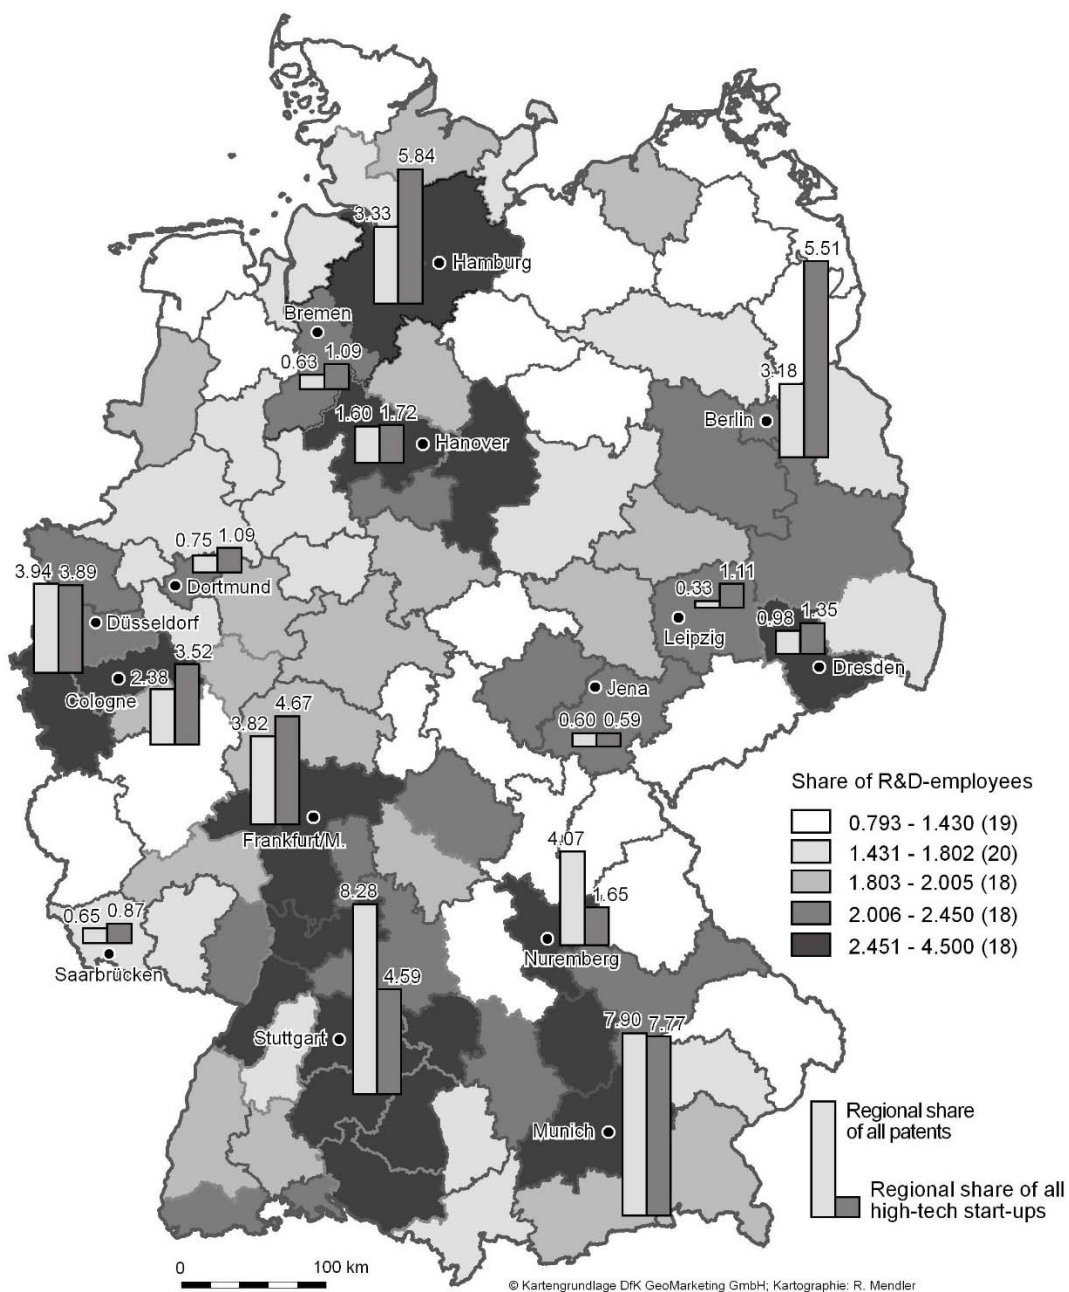 5.84
3.33
Hamburg
5.51
Bremen
0.63 1.09
3.18
Berlin
1.60 1.72
Hanover
0.75 1.09
Dortmund
3.94 3.89
Düsseldorf
0.33 1.11
Leipzig
0.98 1.35
Dresden
3.52
2.38
Cologne
Jena
0.60 0.59
4.67
3.82
Frankfurt/M.
Share of R&D-employees
0.793 - 1.430 (19)
1.431 - 1.802 (20)
1.803 - 2.005 (18)
2.006 - 2.450 (18)
2.451 - 4.500 (18)
4.07
1.65
Nuremberg
8.28
4.59
Stuttgart
0.65 0.87
Saarbrücken
7.90 7.77
Munich
Regional share
of all patents
Regional share of all
high-tech start-ups
0 100 km
© Kartengrundlage DfK GeoMarketing GmbH; Kartographie: R. Mendler